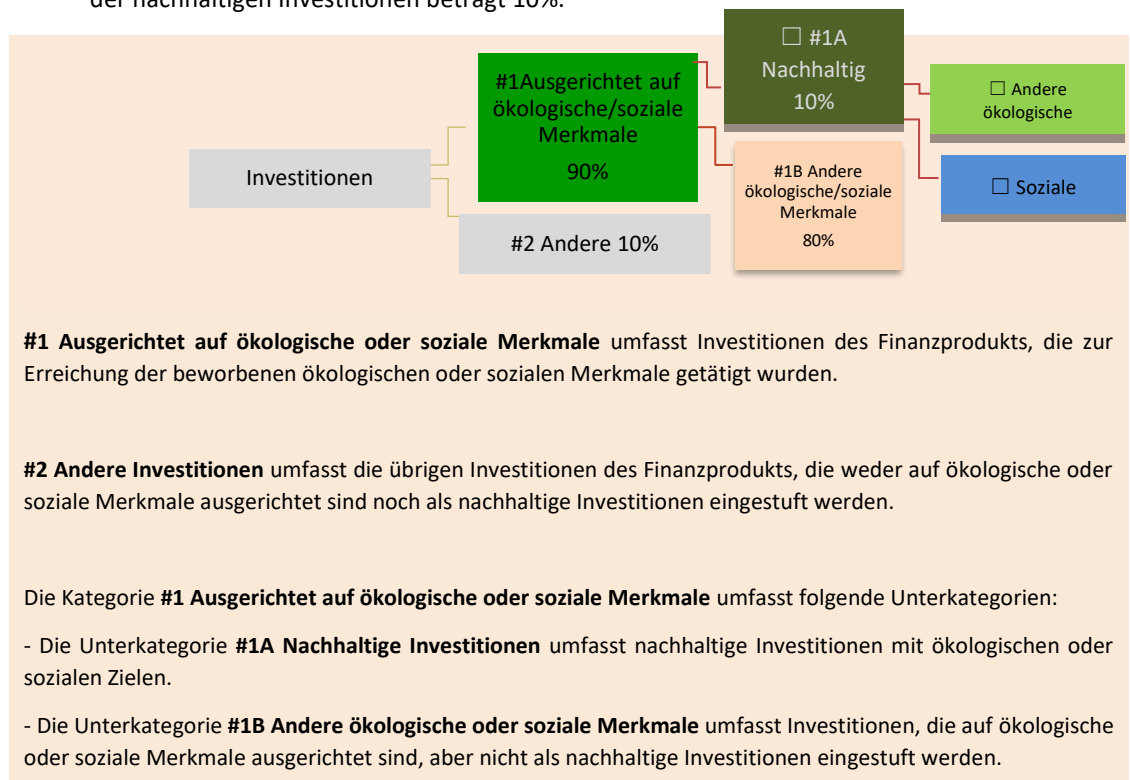 der nachhaltigen Investitionen beträgt 10%.
☐ #1A
Nachhaltig
10%
#1Ausgerichtet auf
ökologische/soziale
Merkmale
90%
☐ Andere
ökologische
Investitionen
#1B Andere
ökologische/soziale
Merkmale
80%
☐ Soziale
#2 Andere 10%
#1 Ausgerichtet auf ökologische oder soziale Merkmale umfasst Investitionen des Finanzprodukts, die zur
Erreichung der beworbenen ökologischen oder sozialen Merkmale getätigt wurden.
#2 Andere Investitionen umfasst die übrigen Investitionen des Finanzprodukts, die weder auf ökologische oder
soziale Merkmale ausgerichtet sind noch als nachhaltige Investitionen eingestuft werden.
Die Kategorie #1 Ausgerichtet auf ökologische oder soziale Merkmale umfasst folgende Unterkategorien:
- Die Unterkategorie #1A Nachhaltige Investitionen umfasst nachhaltige Investitionen mit ökologischen oder
sozialen Zielen.
- Die Unterkategorie #1B Andere ökologische oder soziale Merkmale umfasst Investitionen, die auf ökologische
oder soziale Merkmale ausgerichtet sind, aber nicht als nachhaltige Investitionen eingestuft werden.